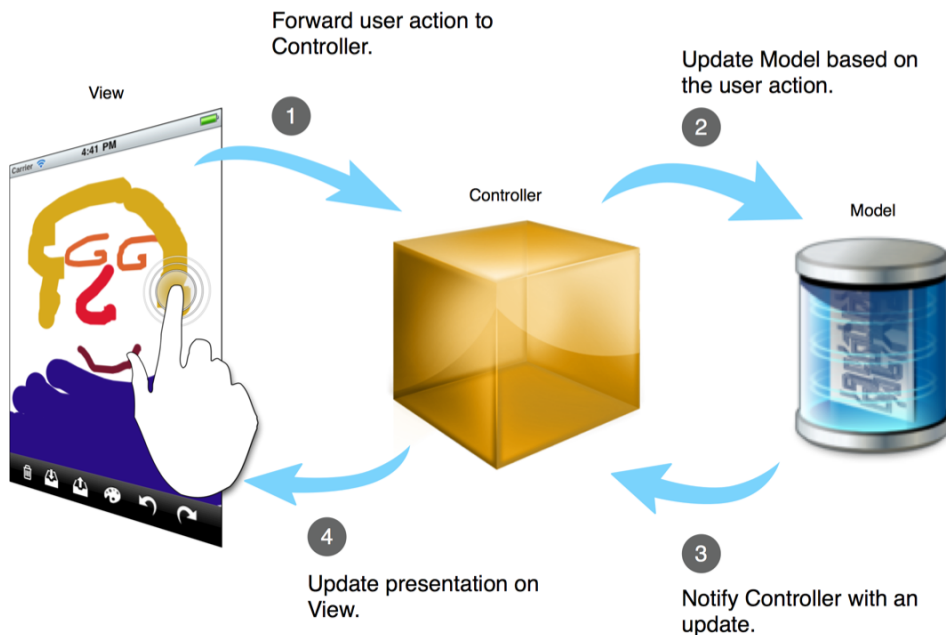 Forward user action to
Controller.
1
Update Model based on
the user action.
2
View
Carrier
4:41 PM
Controller
Model
4
Update presentation on
View.
3
Notify Controller with an
update.